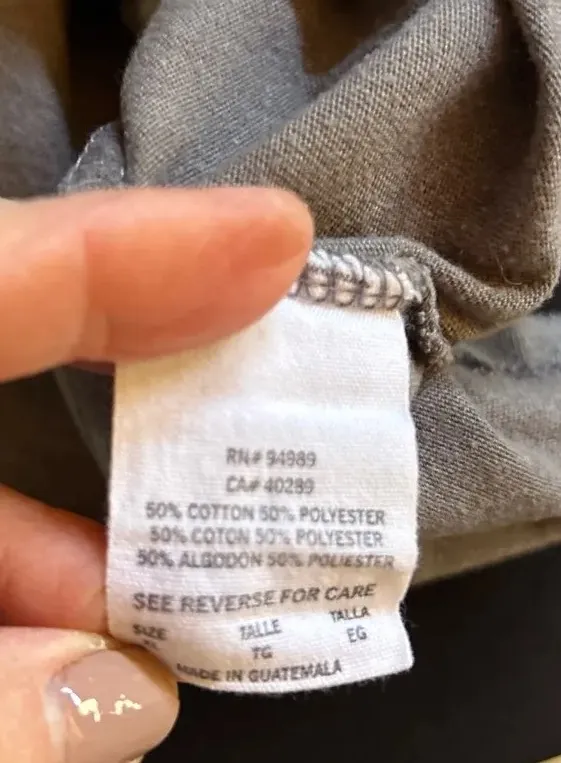 RN# 94989
CA# 40289
50% COTTON 50% POLYESTER
50% COTON 50% POLYESTER
50% ALGODON 50% POLIESTER
SEE REVERSE FOR CARE
SIZE TALLE TALLA
TG EG
MADE IN GUATEMALA